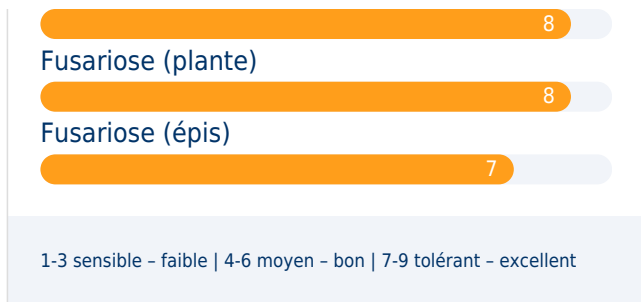 8
Fusariose (plante)
8
Fusariose (épis)
7
1-3 sensible – faible | 4-6 moyen – bon | 7-9 tolérant – excellent